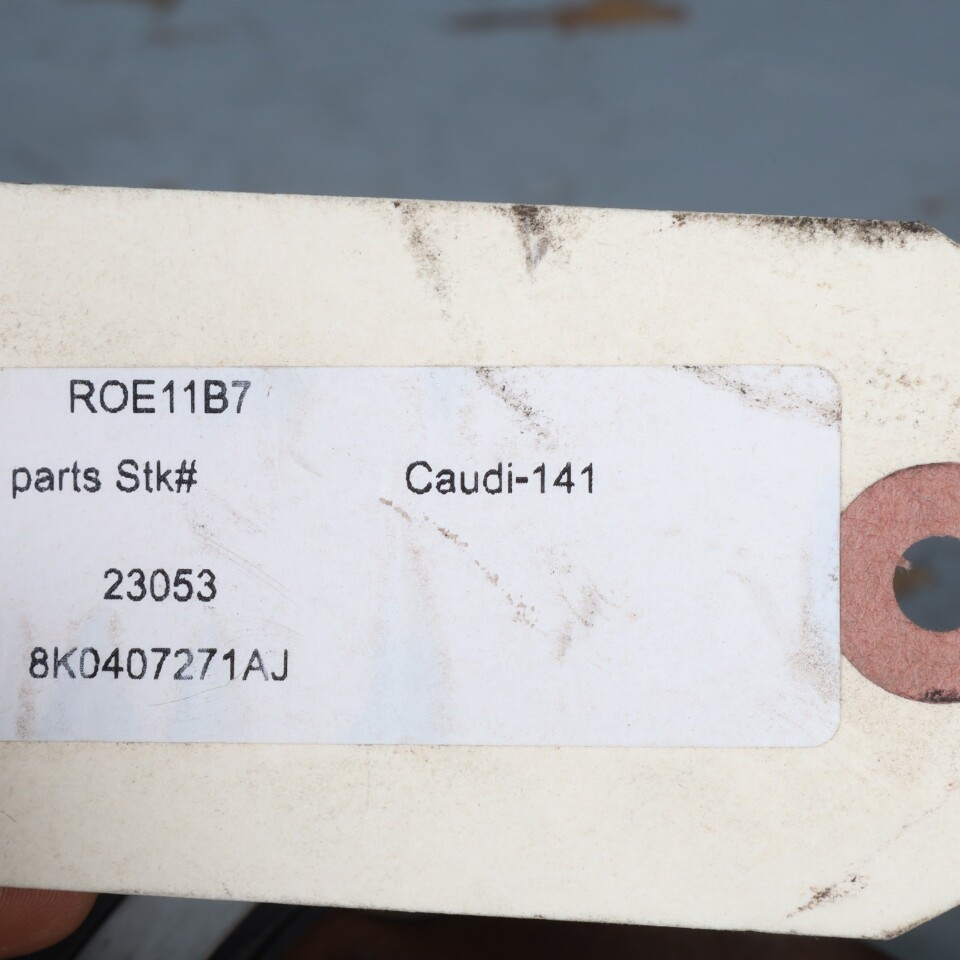 ROE11B7
parts Stk# Caudi-141
23053
8K0407271AJ